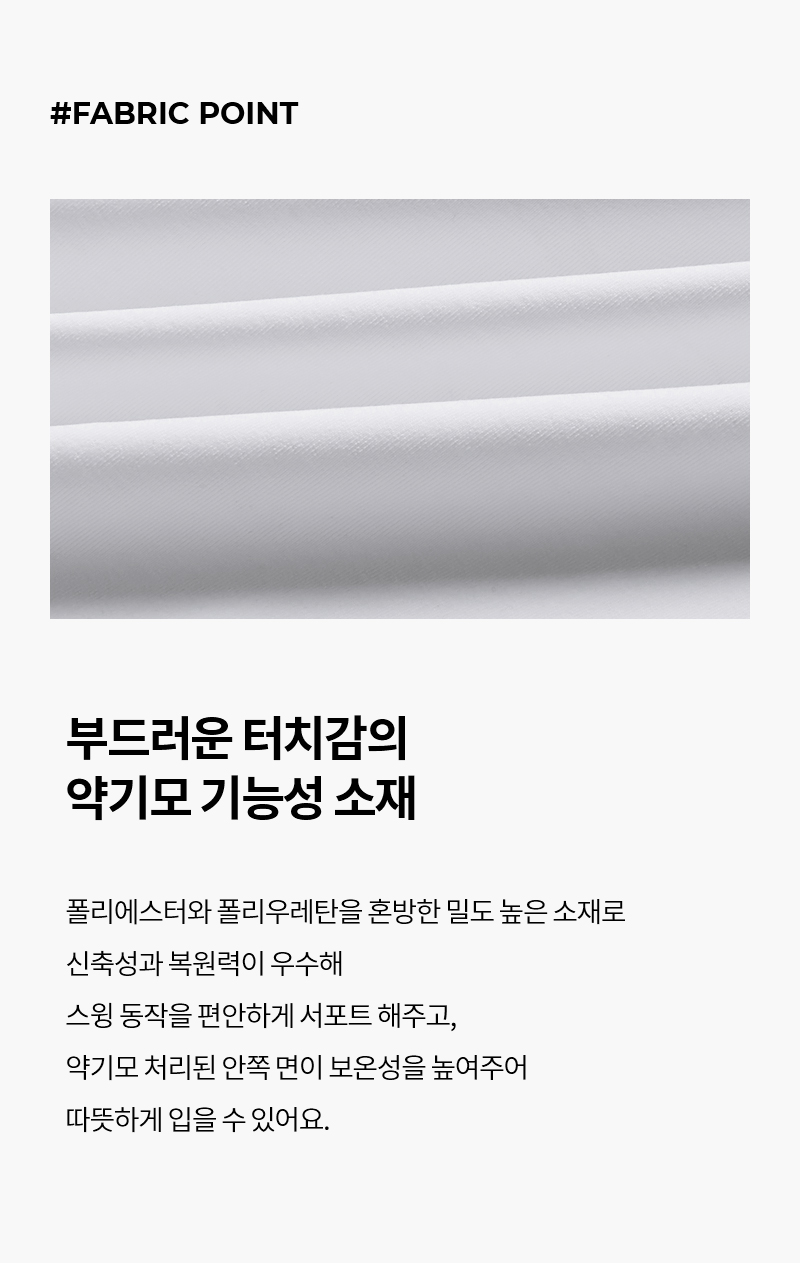 #FABRIC POINT
부드러운 터치감의
약기모 기능성 소재
폴리에스터와 폴리우레탄을 혼방한 밀도 높은 소재로
신축성과 복원력이 우수해
스윙 동작을 편안하게 서포트 해주고,
약기모 처리된 안쪽 면이 보온성을 높여주어
따뜻하게 입을 수 있어요.